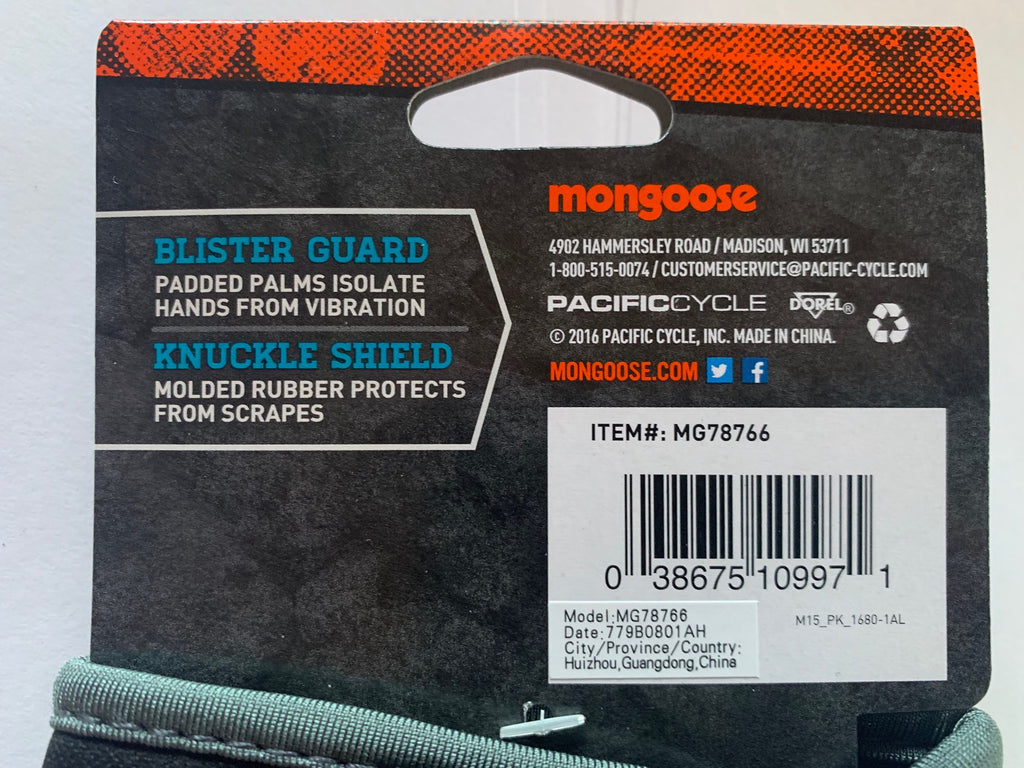 BLISTER GUARD
PADDED PALMS ISOLATE
HANDS FROM VIBRATION
KNUCKLE SHIELD
MOLDED RUBBER PROTECTS
FROM SCRAPES
mongoose
4902 HAMMERSLEY ROAD / MADISON, WI 53711
1-800-515-0074 / CUSTOMERSERVICE@PACIFIC-CYCLE.COM
PACIFICCYCLE DOREL®
© 2016 PACIFIC CYCLE, INC. MADE IN CHINA.
MONGOOSE.COM
ITEM#: MG78766
0 38675 10997 1
Model:MG78766
Date:779B0801AH
City/Province/Country:
Huizhou,Guangdong,China
M15_PK_1680-1AL